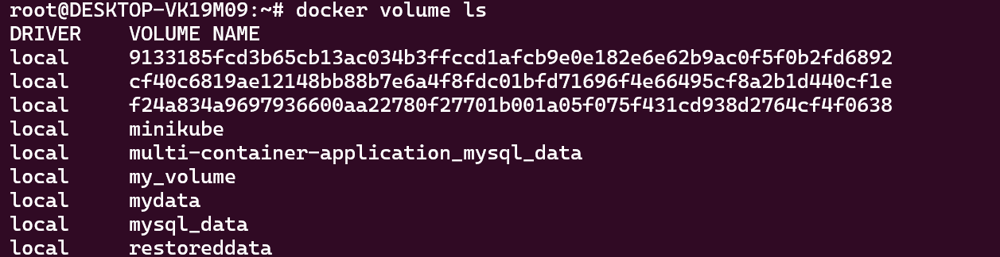 root@DESKTOP-VK19M09:~# docker volume ls
DRIVER    VOLUME NAME
local     9133185fcd3b65cb13ac034b3ffccd1afcb9e0e182e6e62b9ac0f5f0b2fd6892
local     cf40c6819ae12148bb88b7e6a4f8fdc01bfd71696f4e66495cf8a2b1d440cf1e
local     f24a834a9697936600aa22780f27701b001a05f075f431cd938d2764cf4f0638
local     minikube
local     multi-container-application_mysql_data
local     my_volume
local     mydata
local     mysql_data
local     restoreddata